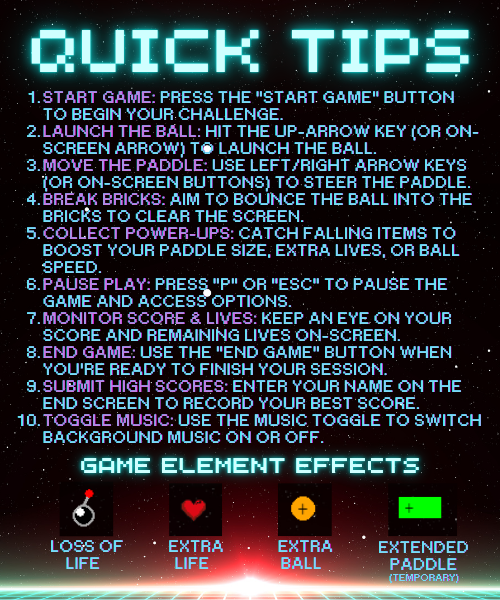 QUICK TIPS
1. START GAME: PRESS THE "START GAME" BUTTON
TO BEGIN YOUR CHALLENGE.
2. LAUNCH THE BALL: HIT THE UP-ARROW KEY (OR ON-
SCREEN ARROW) TO LAUNCH THE BALL.
3. MOVE THE PADDLE: USE LEFT/RIGHT ARROW KEYS
(OR ON-SCREEN BUTTONS) TO STEER THE PADDLE.
4. BREAK BRICKS: AIM TO BOUNCE THE BALL INTO THE
BRICKS TO CLEAR THE SCREEN.
5. COLLECT POWER-UPS: CATCH FALLING ITEMS TO
BOOST YOUR PADDLE SIZE, EXTRA LIVES, OR BALL
SPEED.
6. PAUSE PLAY: PRESS "P" OR "ESC" TO PAUSE THE
GAME AND ACCESS OPTIONS.
7. MONITOR SCORE & LIVES: KEEP AN EYE ON YOUR
SCORE AND REMAINING LIVES ON-SCREEN.
8. END GAME: USE THE "END GAME" BUTTON WHEN
YOU'RE READY TO FINISH YOUR SESSION.
9. SUBMIT HIGH SCORES: ENTER YOUR NAME ON THE
END SCREEN TO RECORD YOUR BEST SCORE.
10. TOGGLE MUSIC: USE THE MUSIC TOGGLE TO SWITCH
BACKGROUND MUSIC ON OR OFF.
GAME ELEMENT EFFECTS
LOSS OF
LIFE
EXTRA
LIFE
EXTRA
BALL
EXTENDED
PADDLE
(TEMPORARY)